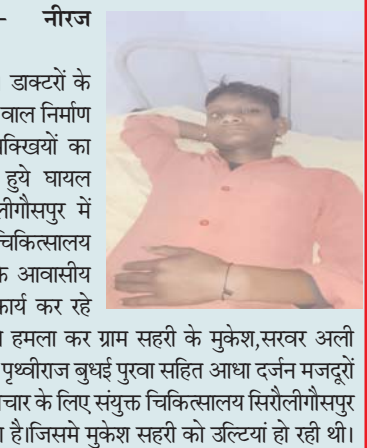 - नीरज
डाक्टरों के
वाल निर्माण
क्खियों का
हुये घायल
लीगौसपुर में
चिकित्सालय
आवासीय
कार्य कर रहे
हमला कर ग्राम सहरी के मुकेश,सरवर अली
पृथ्वीराज बुधई पुरवा सहित आधा दर्जन मजदूरों
चार के लिए संयुक्त चिकित्सालय सिरौलीगौसपुर
है।जिसमे मुकेश सहरी को उल्टियां हो रही थी।